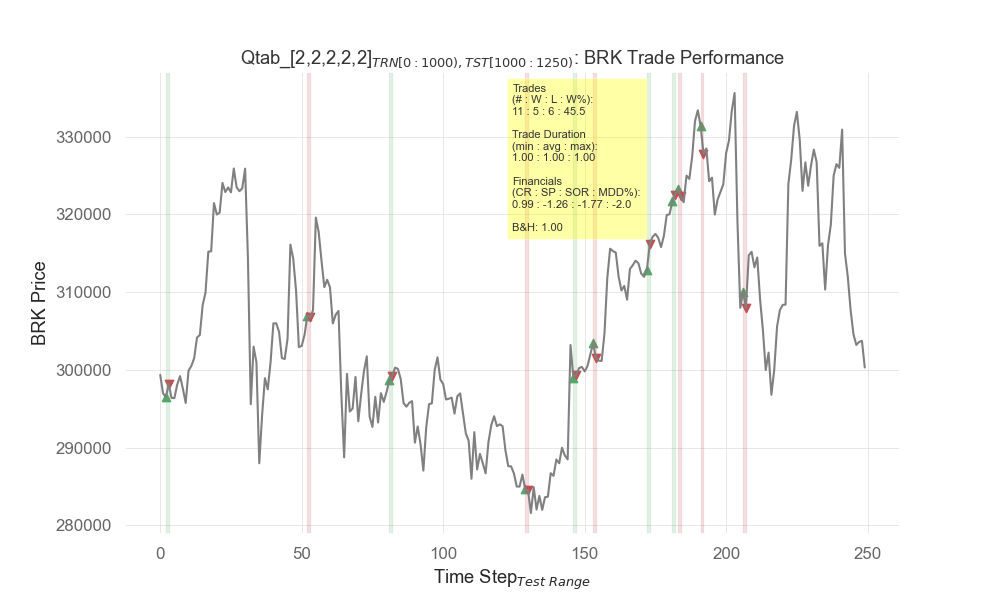 Qtab_[2,2,2,2,2]TRN[0 : 1000), TST[1000 : 1250) : BRK Trade Performance
Trades
(# : W : L : W%):
11 : 5 : 6 : 45.5
Trade Duration
(min : avg : max):
1.00 : 1.00 : 1.00
Financials
(CR : SP : SOR : MDD%):
0.99 : -1.26 : -1.77 : -2.0
B&H: 1.00
BRK Price
330000
320000
310000
300000
290000
280000
0 50 100 150 200 250
Time Step Test Range